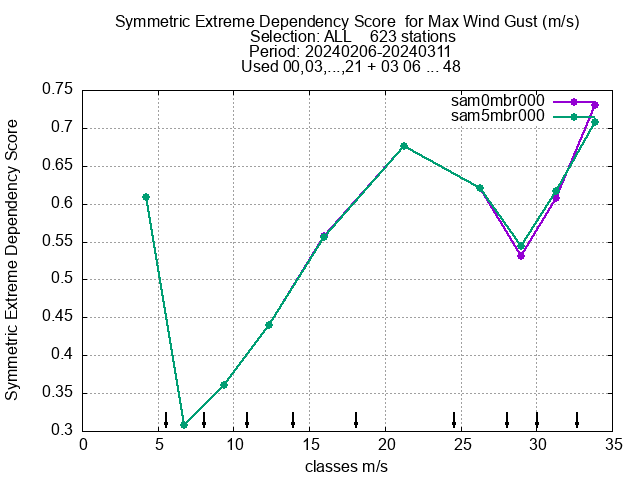 Symmetric Extreme Dependency Score  for Max Wind Gust (m/s)
Selection: ALL    623 stations
Period: 20240206-20240311
Used 00,03,...,21 + 03 06 ... 48
sam0mbr000
sam5mbr000
Symmetric Extreme Dependency Score
0.75
0.7
0.65
0.6
0.55
0.5
0.45
0.4
0.35
0.3
0 5 10 15 20 25 30 35
classes m/s